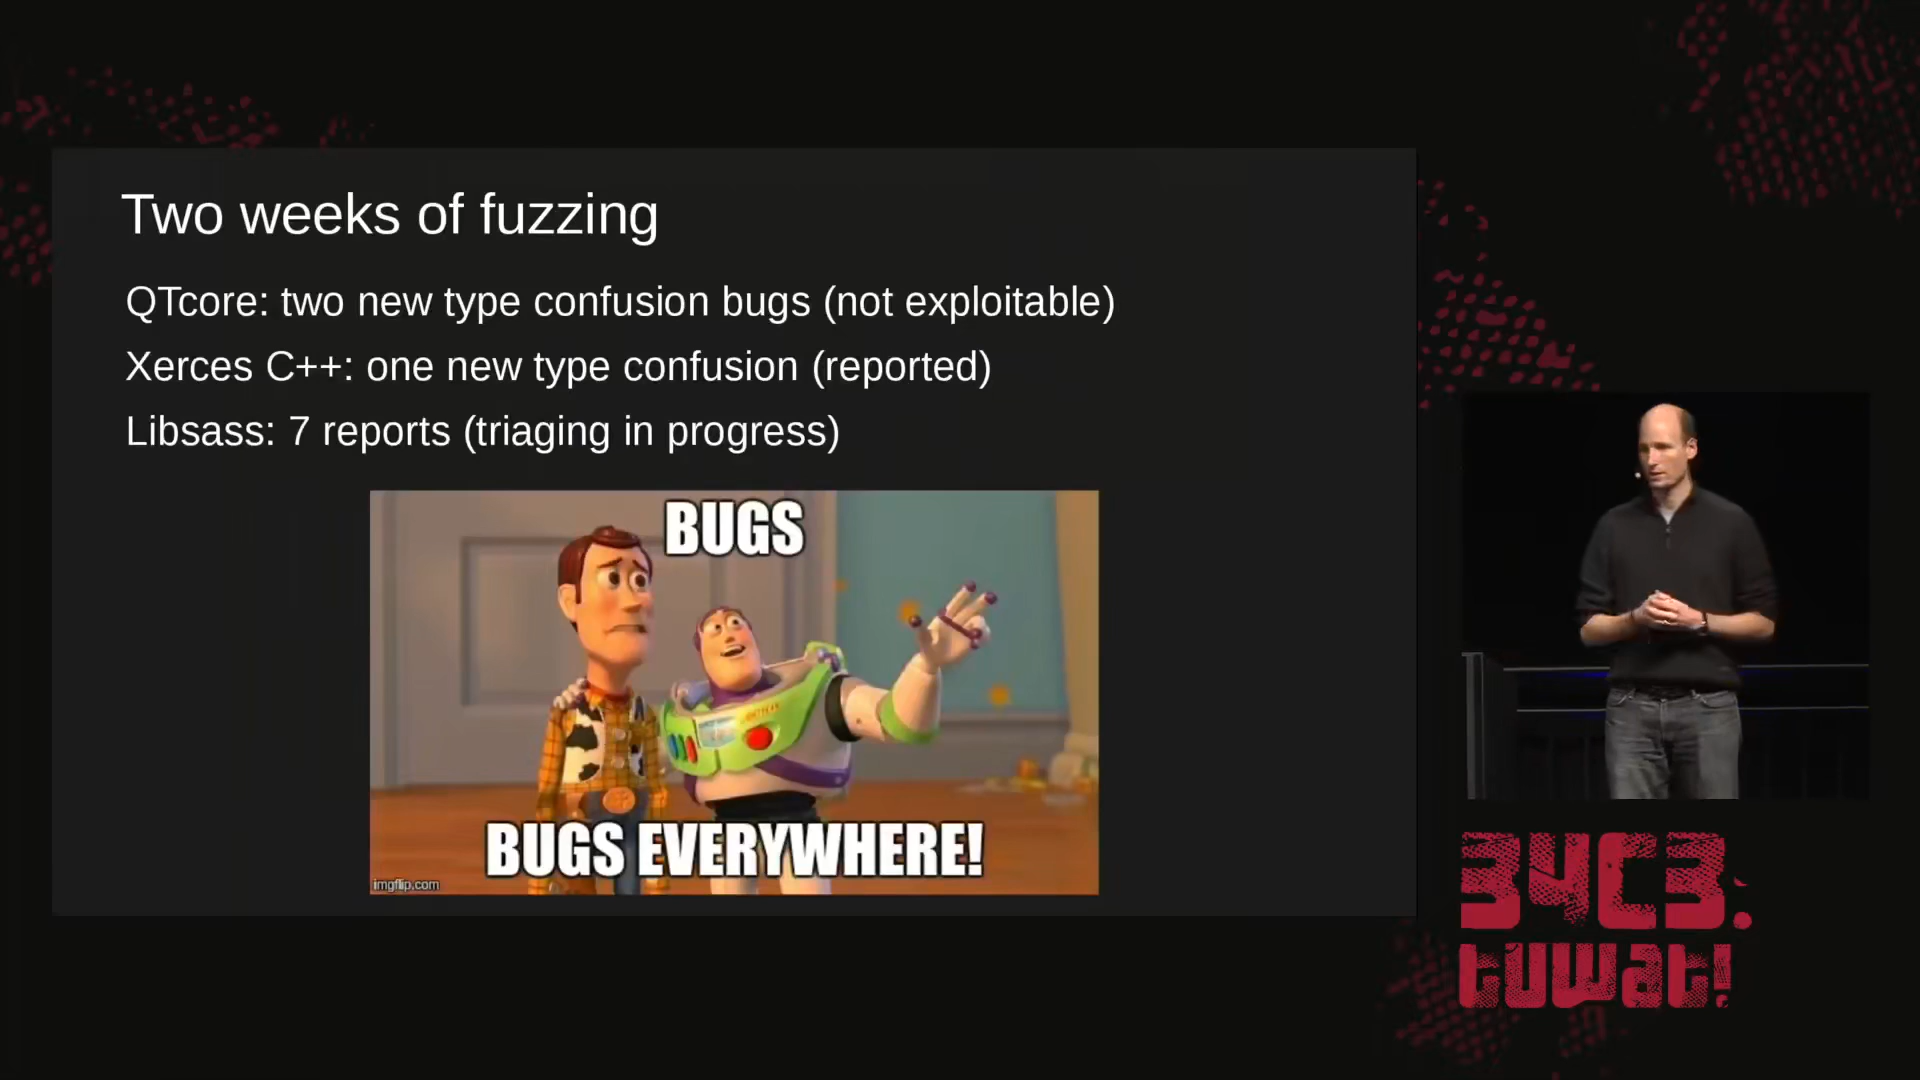 Two weeks of fuzzing
QTcore: two new type confusion bugs (not exploitable)
Xerces C++: one new type confusion (reported)
Libsass: 7 reports (triaging in progress)
BUGS
BUGS EVERYWHERE!
imgflip.com
34C3.
tuwat!